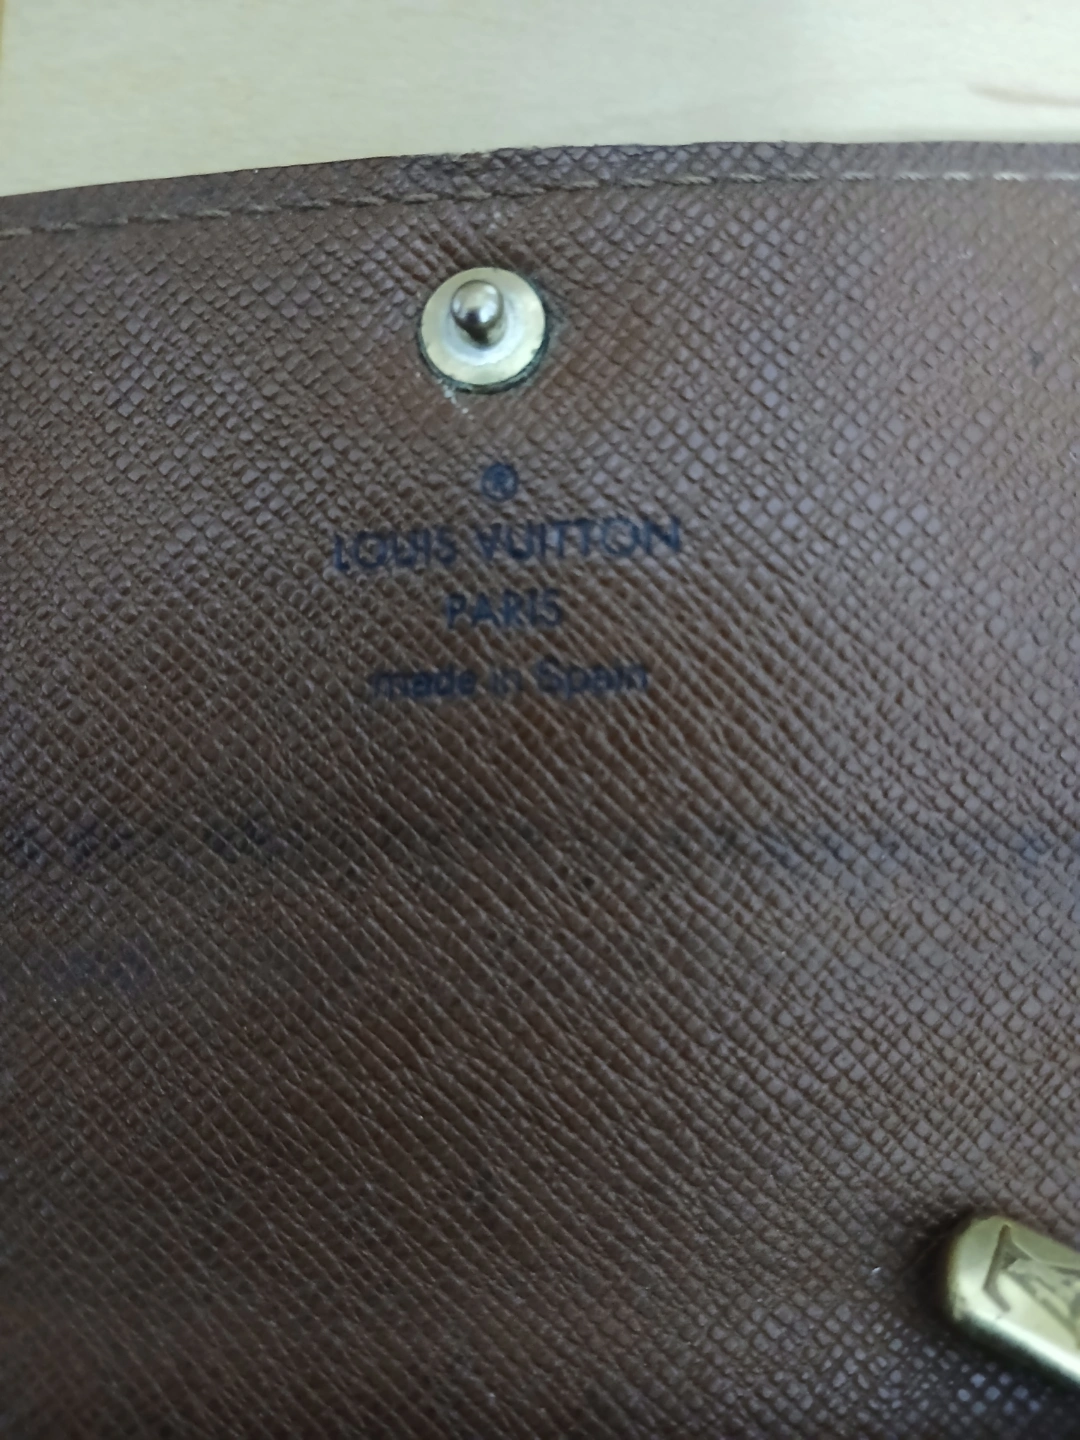 ®
LOUIS VUITTON
PARIS
made in Spain